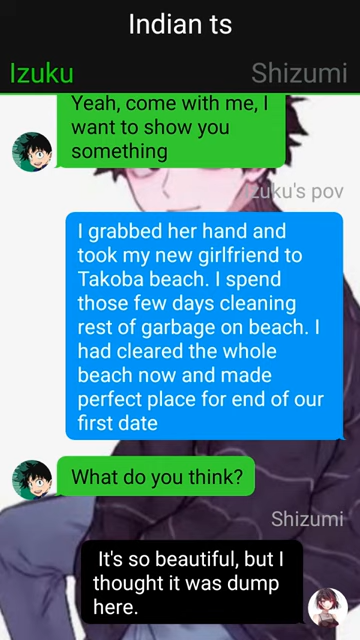 Indian ts
Izuku
Shizumi
Yeah, come with me, I
want to show you
something
zuku's pov
I grabbed her hand and
took my new girlfriend to
Takoba beach. I spend
those few days cleaning
rest of garbage on beach. I
had cleared the whole
beach now and made
perfect place for end of our
first date
What do you think?
Shizumi
It's so beautiful, but I
thought it was dump
here.